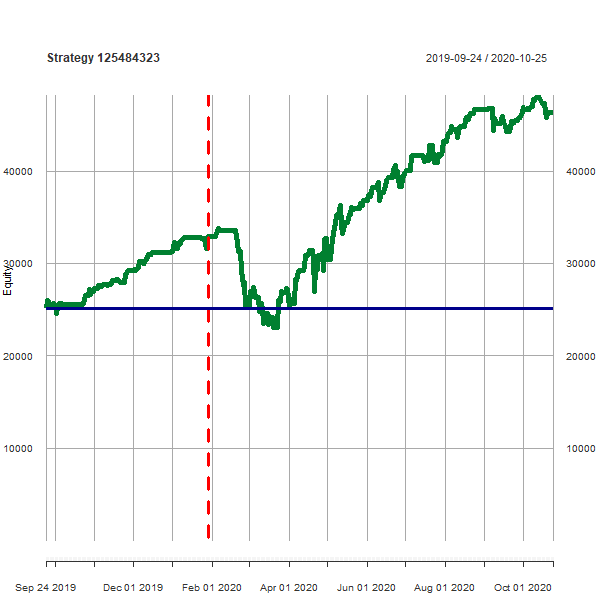 Strategy 125484323
2019-09-24 / 2020-10-25
40000
40000
30000
30000
Equity
20000
20000
10000
10000
Sep 24 2019
Dec 01 2019
Feb 01 2020
Apr 01 2020
Jun 01 2020
Aug 01 2020
Oct 01 2020